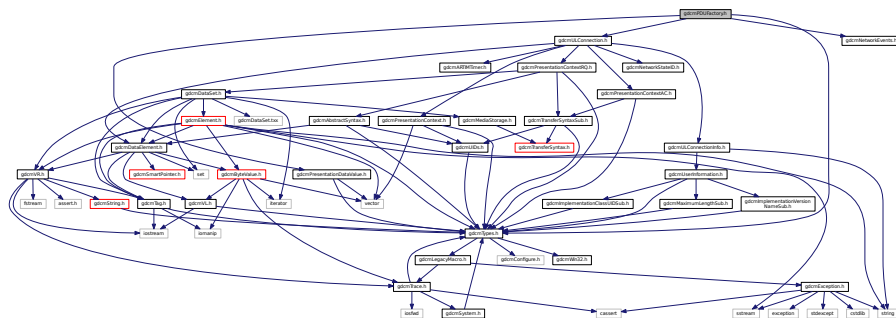 gdcmPDUFactory.h
gdcmULConnection.h
gdcmNetworkEvents.h
gdcmARTIMTimer.h
gdcmPresentationContextRQ.h
gdcmNetworkStateID.h
gdcmDataSet.h
gdcmPresentationContextAC.h
gdcmElement.h
gdcmDataSet.txx
gdcmAbstractSyntax.h
gdcmPresentationContext.h
gdcmMediaStorage.h
gdcmTransferSyntaxSub.h
gdcmDataElement.h
gdcmUIDs.h
gdcmTransferSyntax.h
gdcmULConnectionInfo.h
gdcmVR.h
gdcmSmartPointer.h
set
gdcmByteValue.h
gdcmPresentationDataValue.h
gdcmUserInformation.h
fstream
assert.h
gdcmString.h
gdcmTag.h
gdcmVL.h
iterator
vector
gdcmImplementationClassUIDSub.h
gdcmMaximumLengthSub.h
gdcmImplementationVersion
NameSub.h
iostream
iomanip
gdcmTypes.h
gdcmLegacyMacro.h
gdcmConfigure.h
gdcmWin32.h
gdcmTrace.h
gdcmException.h
iosfwd
gdcmSystem.h
cassert
sstream
exception
stdexcept
cstdlib
string